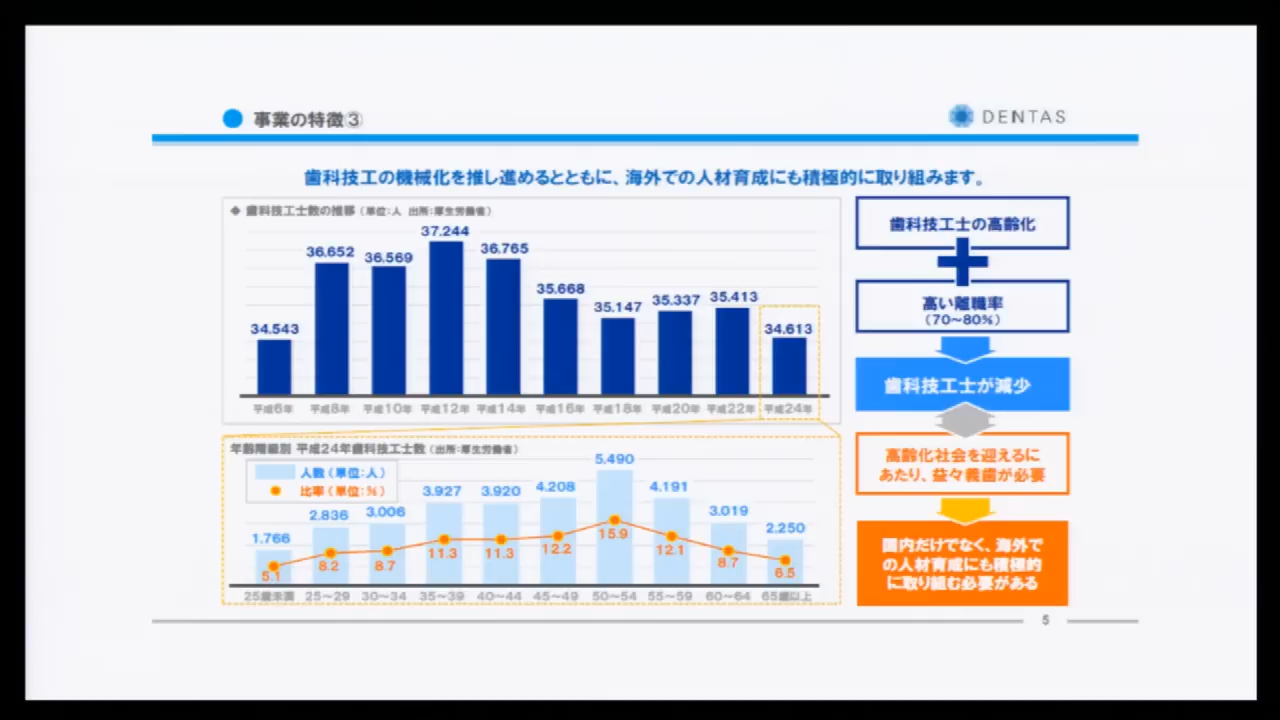 事業の特徴③
DENTAS
歯科技工の機械化を推し進めるとともに、海外での人材育成にも積極的に取り組みます。
◆ 歯科技工士数の推移（単位：人 出所：厚生労働省）
34.543 36.652 36.569 37.244 36.765 35.668 35.147 35.337 35.413 34.613
平成6年 平成8年 平成10年 平成12年 平成14年 平成16年 平成18年 平成20年 平成22年 平成24年
年齢階級別 平成24年歯科技工士数（出所：厚生労働省）
人数（単位：人）
比率（単位：％）
1.766 2.836 3.006 3.927 3.920 4.208 5.490 4.191 3.019 2.250
5.1 8.2 8.7 11.3 11.3 12.2 15.9 12.1 8.7 6.5
25歳未満 25～29 30～34 35～39 40～44 45～49 50～54 55～59 60～64 65歳以上
歯科技工士の高齢化
高い離職率
（70～80%）
歯科技工士が減少
高齢化社会を迎えるに
あたり、益々義歯が必要
国内だけでなく、海外で
の人材育成にも積極的
に取り組む必要がある
5